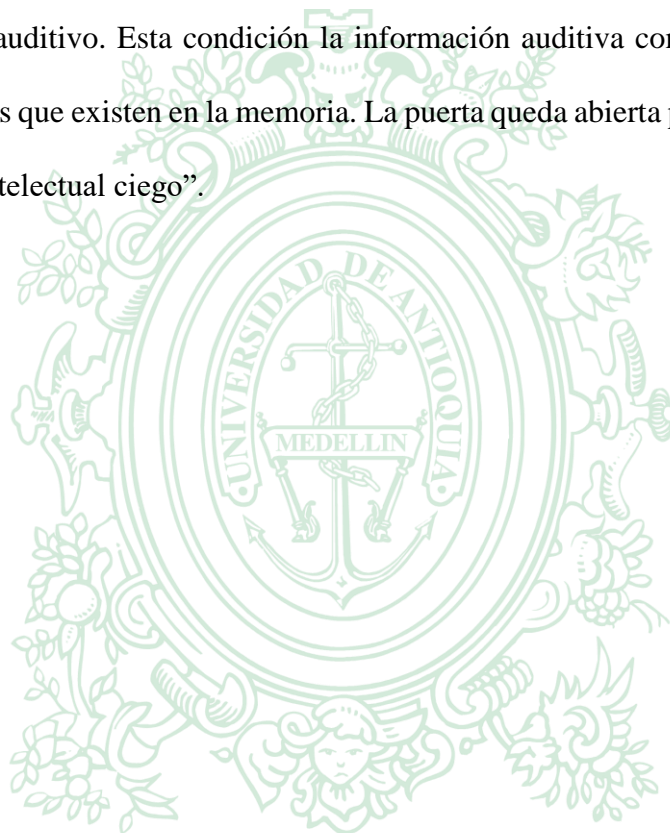 auditivo. Esta condición la información auditiva con
s que existen en la memoria. La puerta queda abierta p
telectual ciego”.
UNIVERSIDAD DE ANTIOQUIA
MEDELLIN